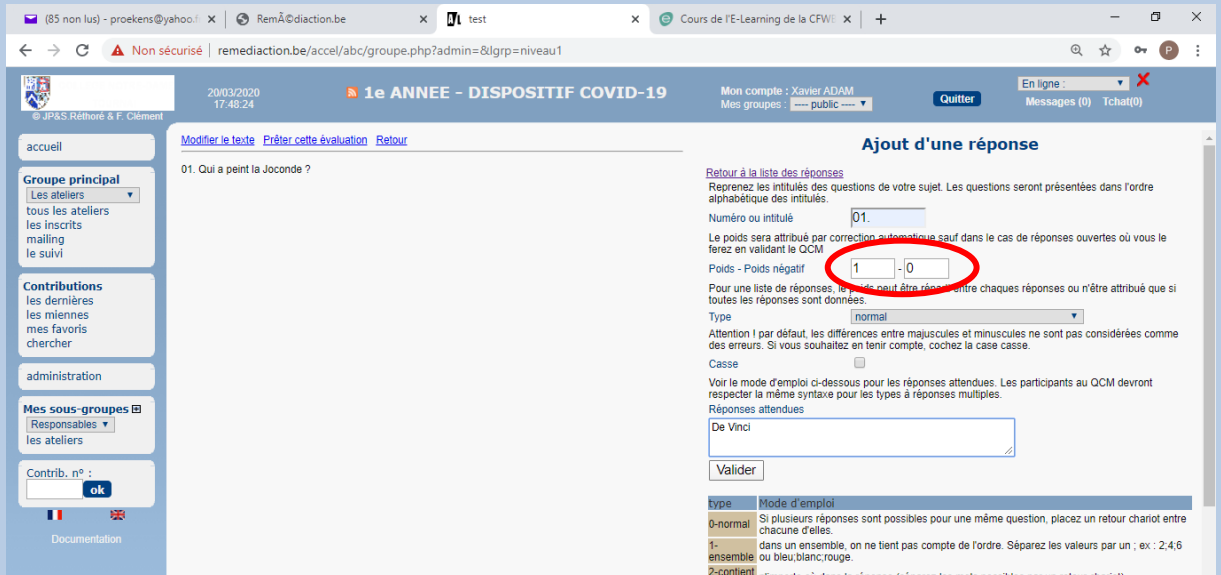 (85 non lus) - proekens@yahoo.f
RemÃ©diaction.be
test
Cours de l'E-Learning de la CFWB
Non sécurisé | remediaction.be/accel/abc/groupe.php?admin=&lgrp=niveau1
P
© JP&S.Réthoré & F. Clément
20/03/2020
17:48:24
1e ANNEE - DISPOSITIF COVID-19
Mon compte : Xavier ADAM
Mes groupes : ---- public ----
Quitter
En ligne :
Messages (0) Tchat(0)
accueil
Groupe principal
Les ateliers
tous les ateliers
les inscrits
mailing
le suivi
Contributions
les dernières
les miennes
mes favoris
chercher
administration
Mes sous-groupes
Responsables
les ateliers
Contrib. nº :
ok
Documentation
Modifier le texte Prêter cette évaluation Retour
01. Qui a peint la Joconde ?
Ajout d'une réponse
Retour à la liste des réponses
Reprenez les intitulés des questions de votre sujet. Les questions seront présentées dans l'ordre
alphabétique des intitulés.
Numéro ou intitulé 01.
Le poids sera attribué par correction automatique sauf dans le cas de réponses ouvertes où vous le
ferez en validant le QCM
Poids - Poids négatif 1 - 0
Pour une liste de réponses, le poids peut être réparti entre chaques réponses ou n'être attribué que si
toutes les réponses sont données.
Type normal
Attention ! par défaut, les différences entre majuscules et minuscules ne sont pas considérées comme
des erreurs. Si vous souhaitez en tenir compte, cochez la case casse.
Casse
Voir le mode d'emploi ci-dessous pour les réponses attendues. Les participants au QCM devront
respecter la même syntaxe pour les types à réponses multiples.
Réponses attendues
De Vinci
Valider
type Mode d'emploi
0-normal Si plusieurs réponses sont possibles pour une même question, placez un retour chariot entre
chacune d'elles.
1-ensemble dans un ensemble, on ne tient pas compte de l'ordre. Séparez les valeurs par un ; ex : 2;4;6
ou bleu;blanc;rouge.
2-contient